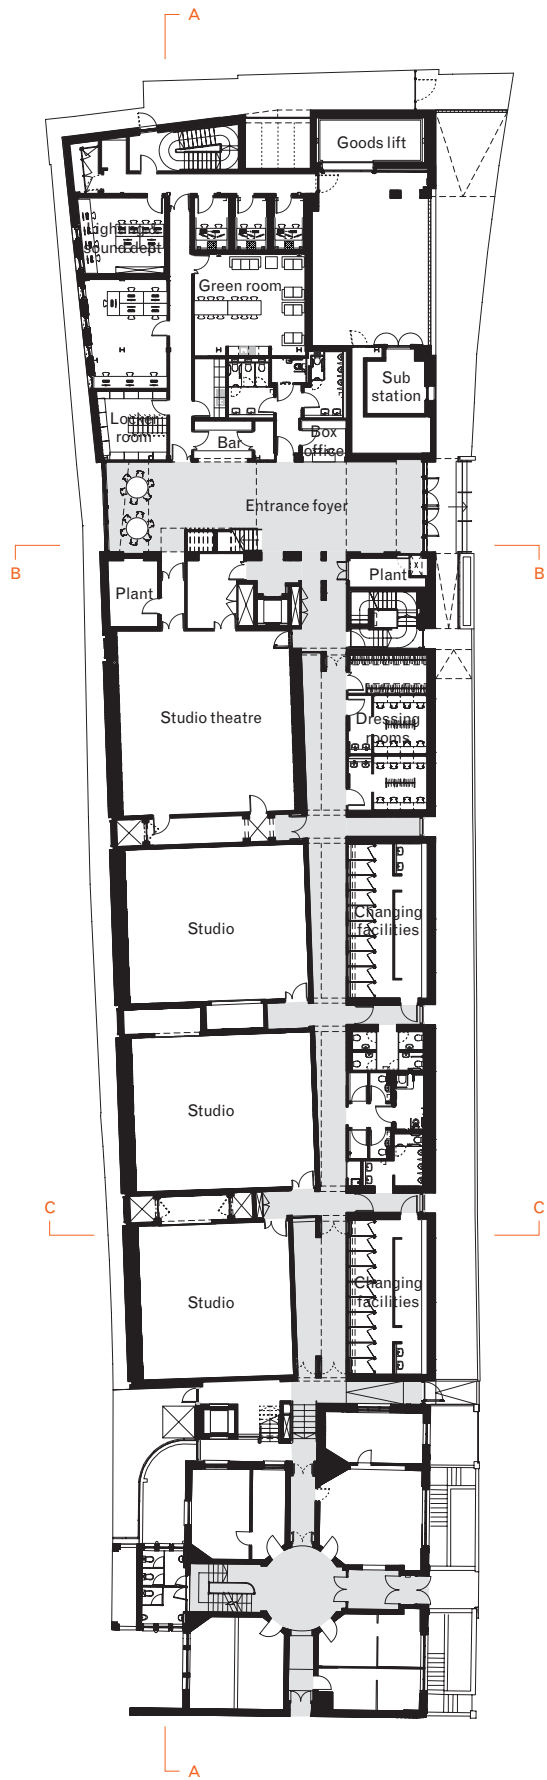 A
Goods lift
Lighting &
sound dept
Green room
Sub
station
Locker
room
Bar
Box
office
Entrance foyer
B
B
Plant
Plant
Studio theatre
Dressing
rooms
Studio
Changing
facilities
Studio
C
C
Studio
Changing
facilities
A